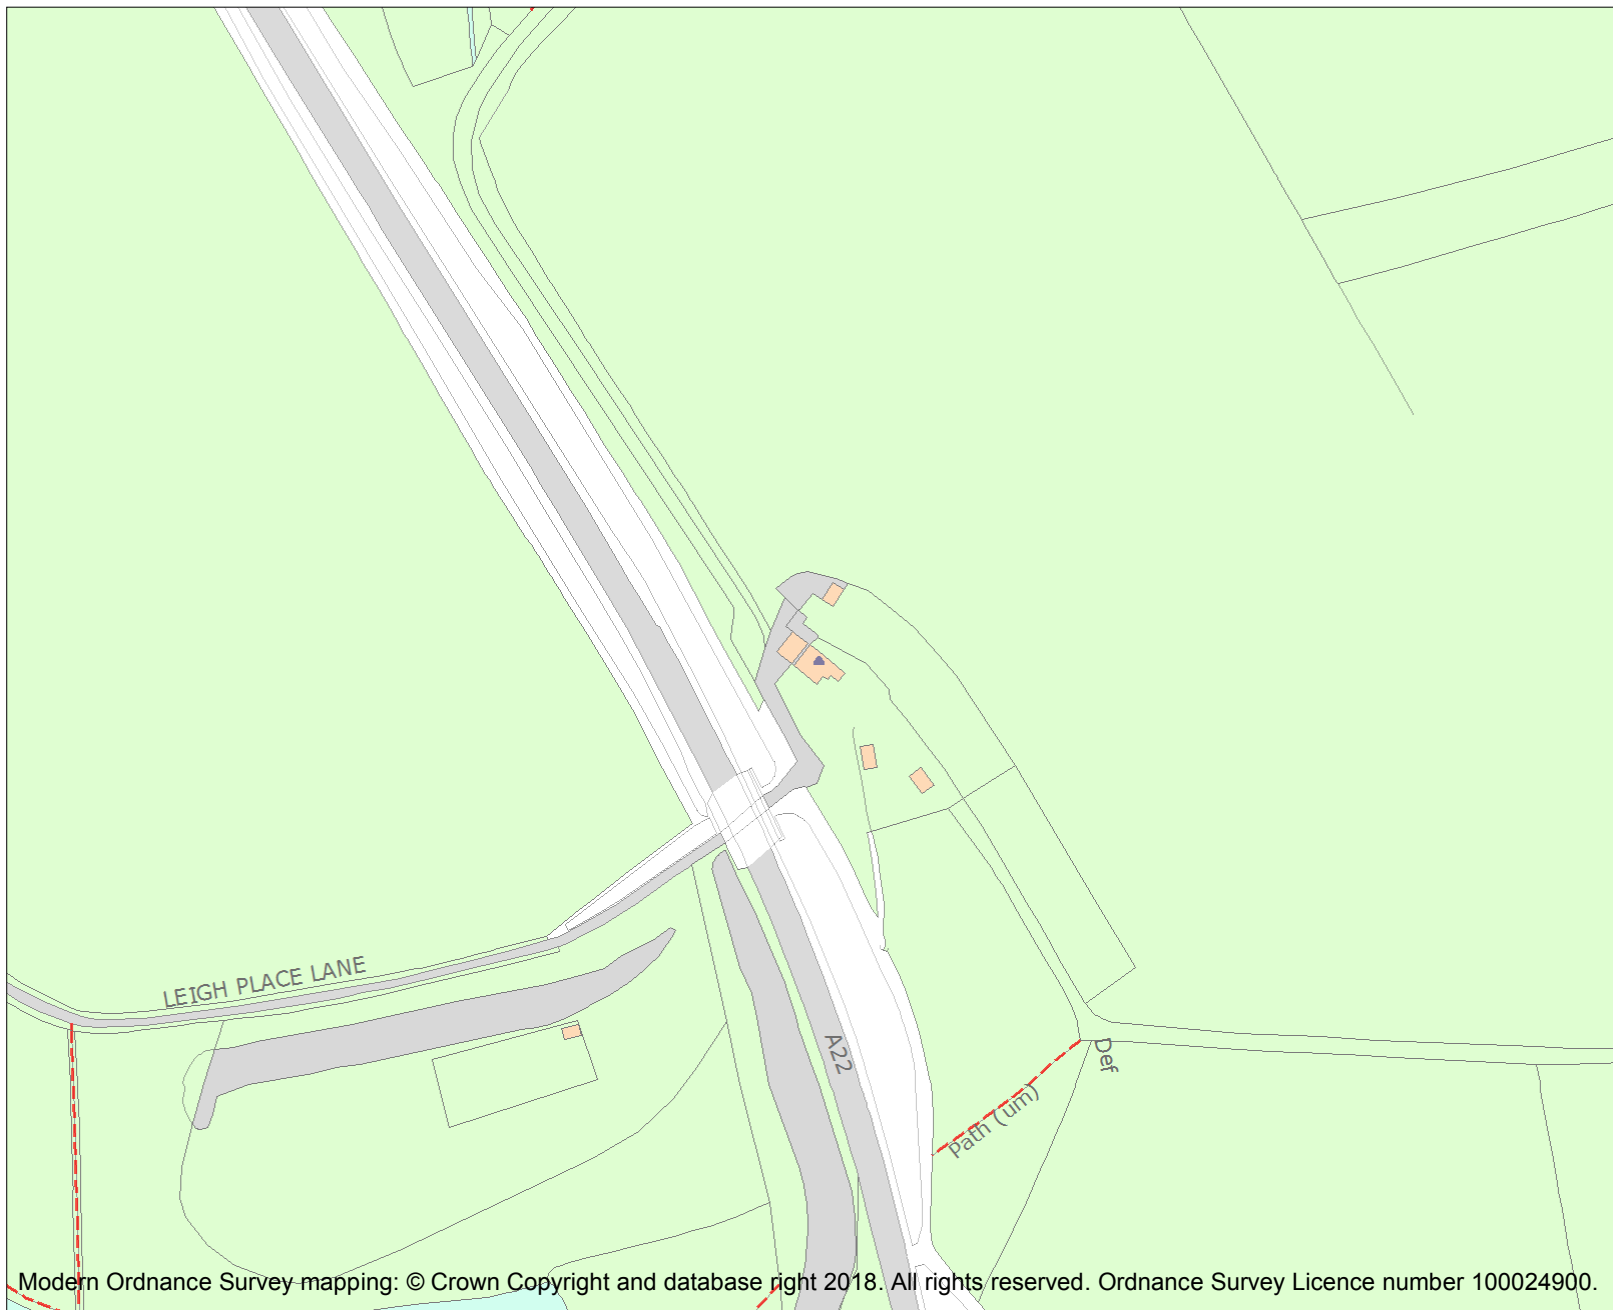 LEIGH PLACE LANE
A22
Def
Path (um)
Modern Ordnance Survey mapping: © Crown Copyright and database right 2018. All rights reserved. Ordnance Survey Licence number 100024900.